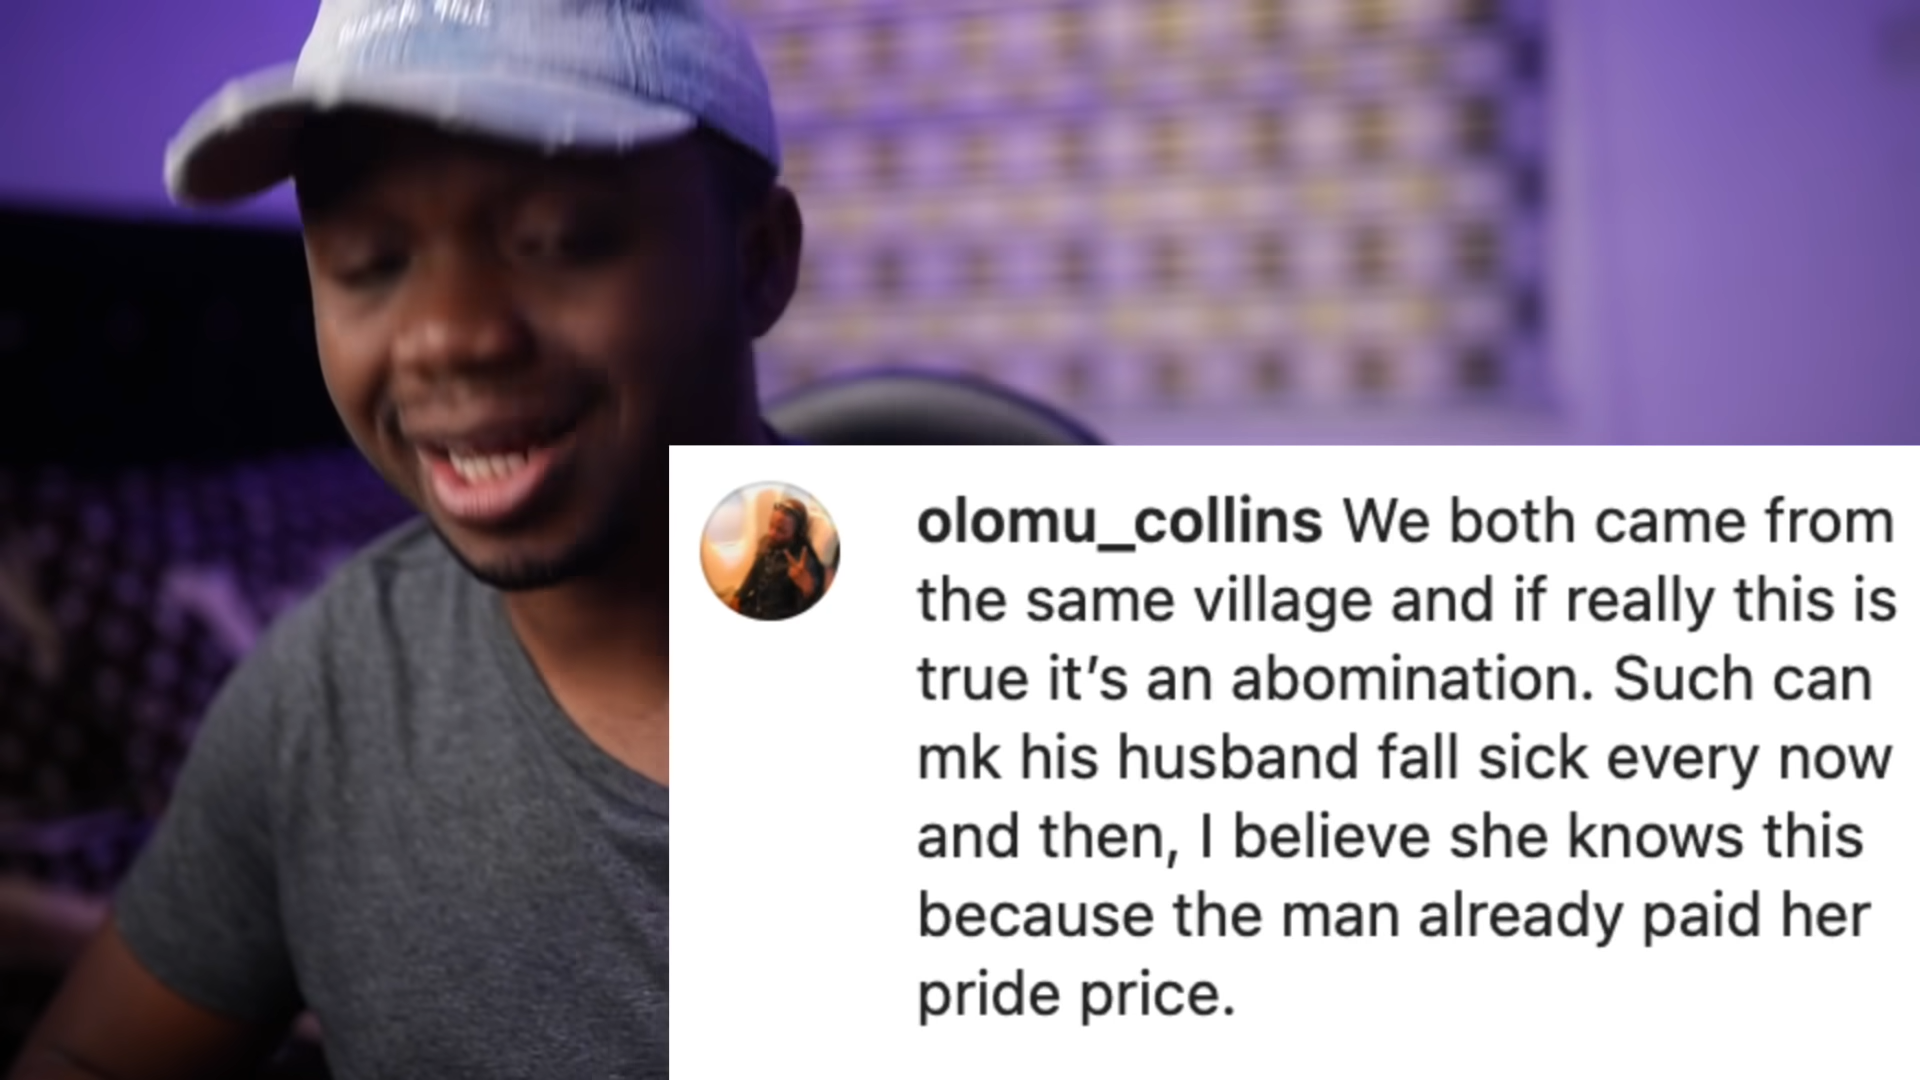 olomu_collins We both came from
the same village and if really this is
true it’s an abomination. Such can
mk his husband fall sick every now
and then, I believe she knows this
because the man already paid her
pride price.